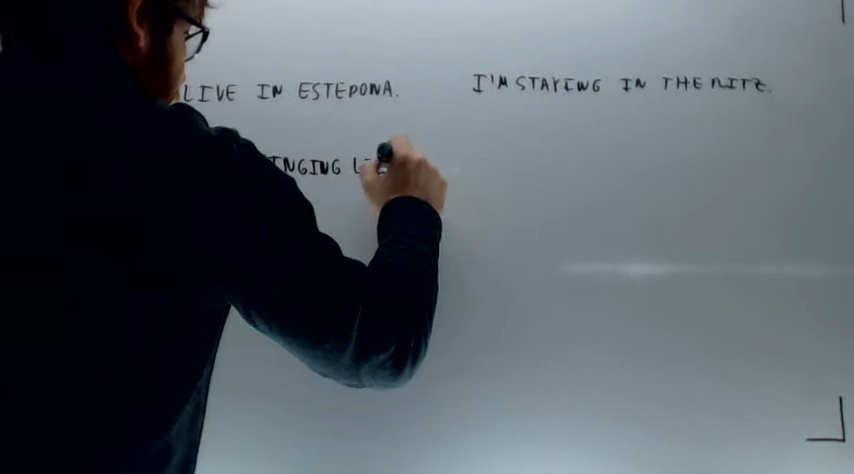 LIVE IN ESTEPONA. I'M STAYING IN THE RITZ.
INGING L